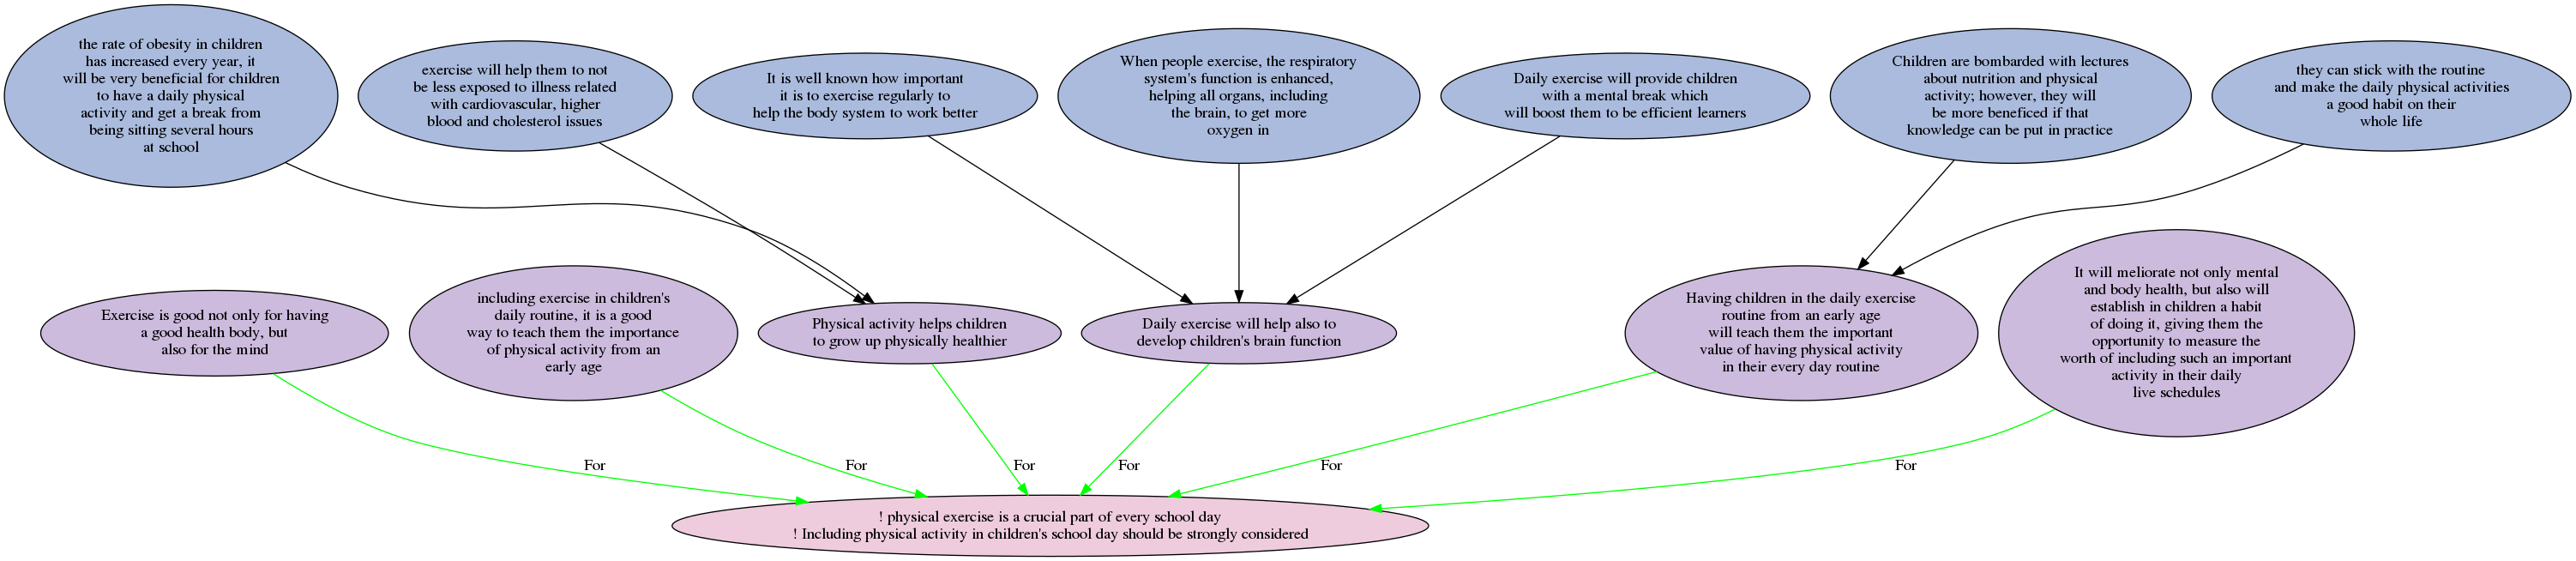 the rate of obesity in children
has increased every year, it
will be very beneficial for children
to have a daily physical
activity and get a break from
being sitting several hours
at school
exercise will help them to not
be less exposed to illness related
with cardiovascular, higher
blood and cholesterol issues
It is well known how important
it is to exercise regularly to
help the body system to work better
When people exercise, the respiratory
system's function is enhanced,
helping all organs, including
the brain, to get more
oxygen in
Daily exercise will provide children
with a mental break which
will boost them to be efficient learners
Children are bombarded with lectures
about nutrition and physical
activity; however, they will
be more beneficed if that
knowledge can be put in practice
they can stick with the routine
and make the daily physical activities
a good habit on their
whole life
Exercise is good not only for having
a good health body, but
also for the mind
including exercise in children's
daily routine, it is a good
way to teach them the importance
of physical activity from an
early age
Physical activity helps children
to grow up physically healthier
Daily exercise will help also to
develop children's brain function
Having children in the daily exercise
routine from an early age
will teach them the important
value of having physical activity
in their every day routine
It will meliorate not only mental
and body health, but also will
establish in children a habit
of doing it, giving them the
opportunity to measure the
worth of including such an important
activity in their daily
live schedules
For
For
For
For
For
For
! physical exercise is a crucial part of every school day
! Including physical activity in children's school day should be strongly considered